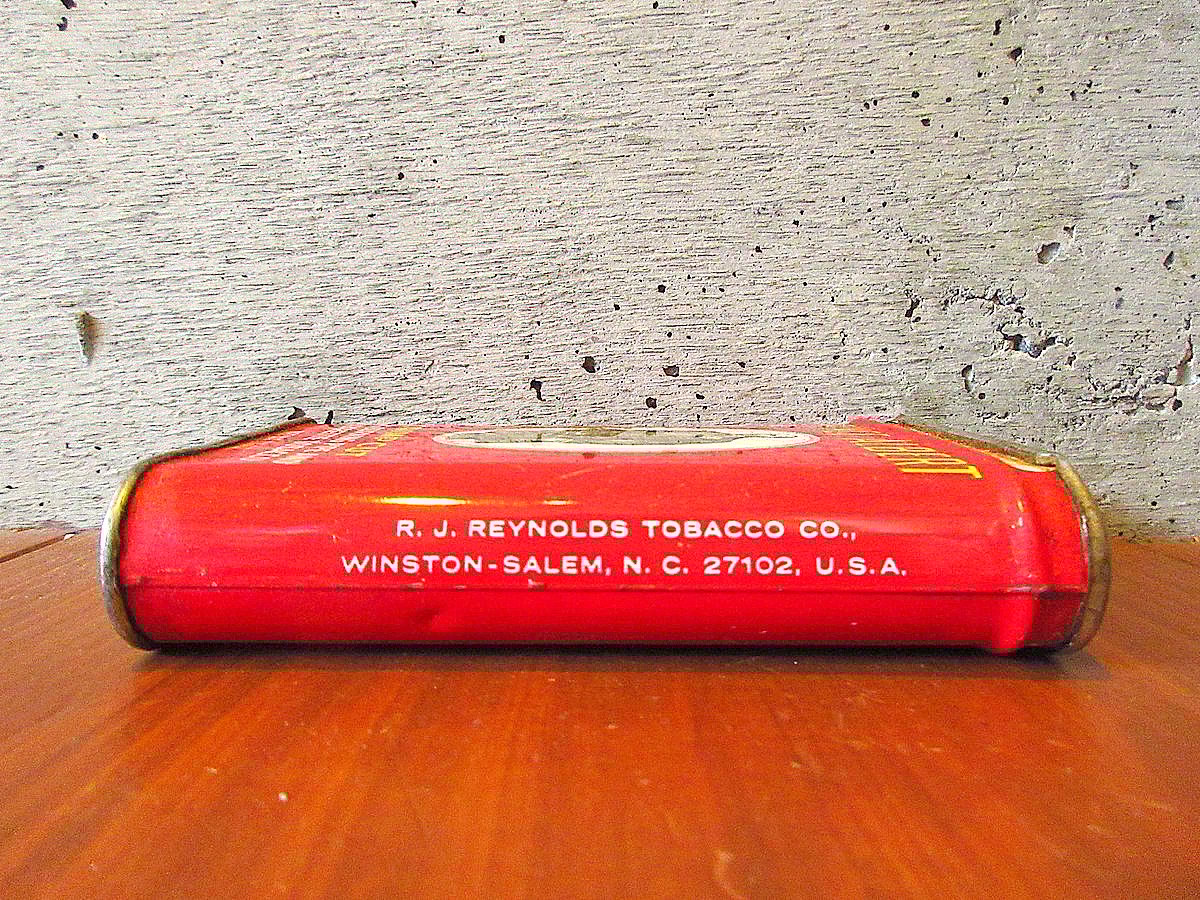 R. J. REYNOLDS TOBACCO CO.,
WINSTON-SALEM, N. C. 27102, U.S.A.